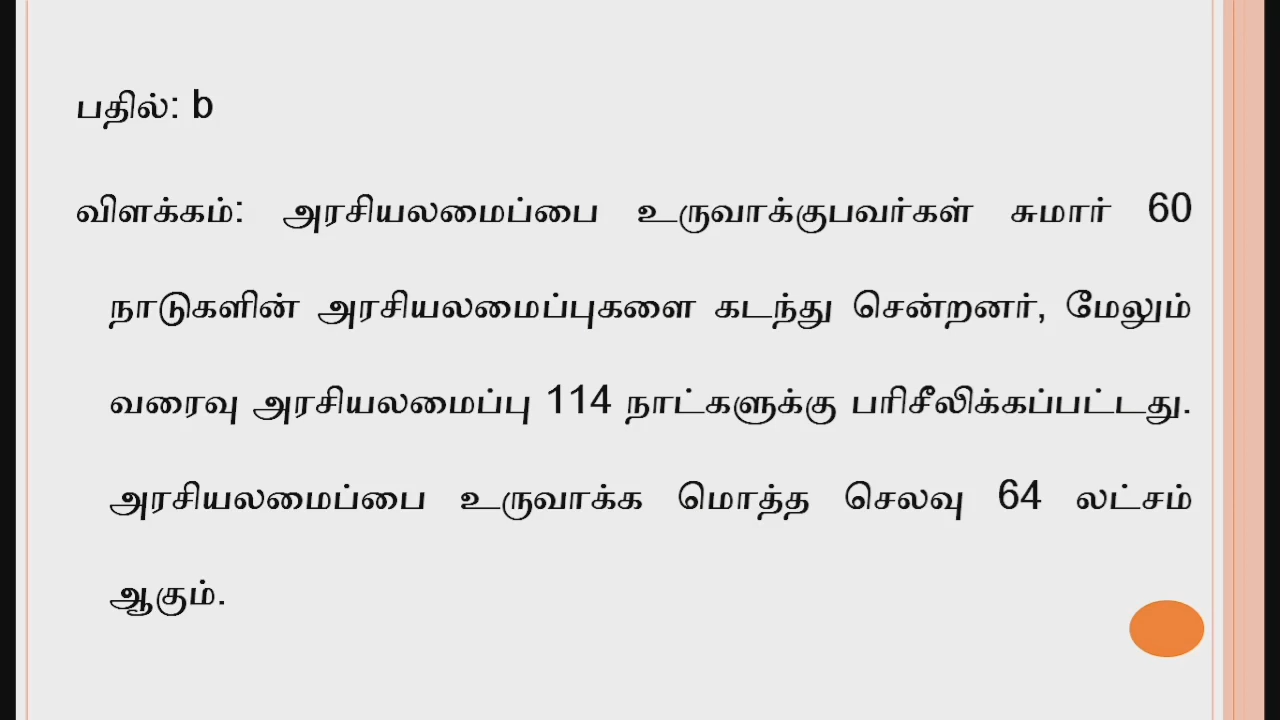 பதில்: b
விளக்கம்: அரசியலமைப்பை உருவாக்குபவர்கள் சுமார் 60
நாடுகளின் அரசியலமைப்புகளை கடந்து சென்றனர், மேலும்
வரைவு அரசியலமைப்பு 114 நாட்களுக்கு பரிசீலிக்கப்பட்டது.
அரசியலமைப்பை உருவாக்க மொத்த செலவு 64 லட்சம்
ஆகும்.